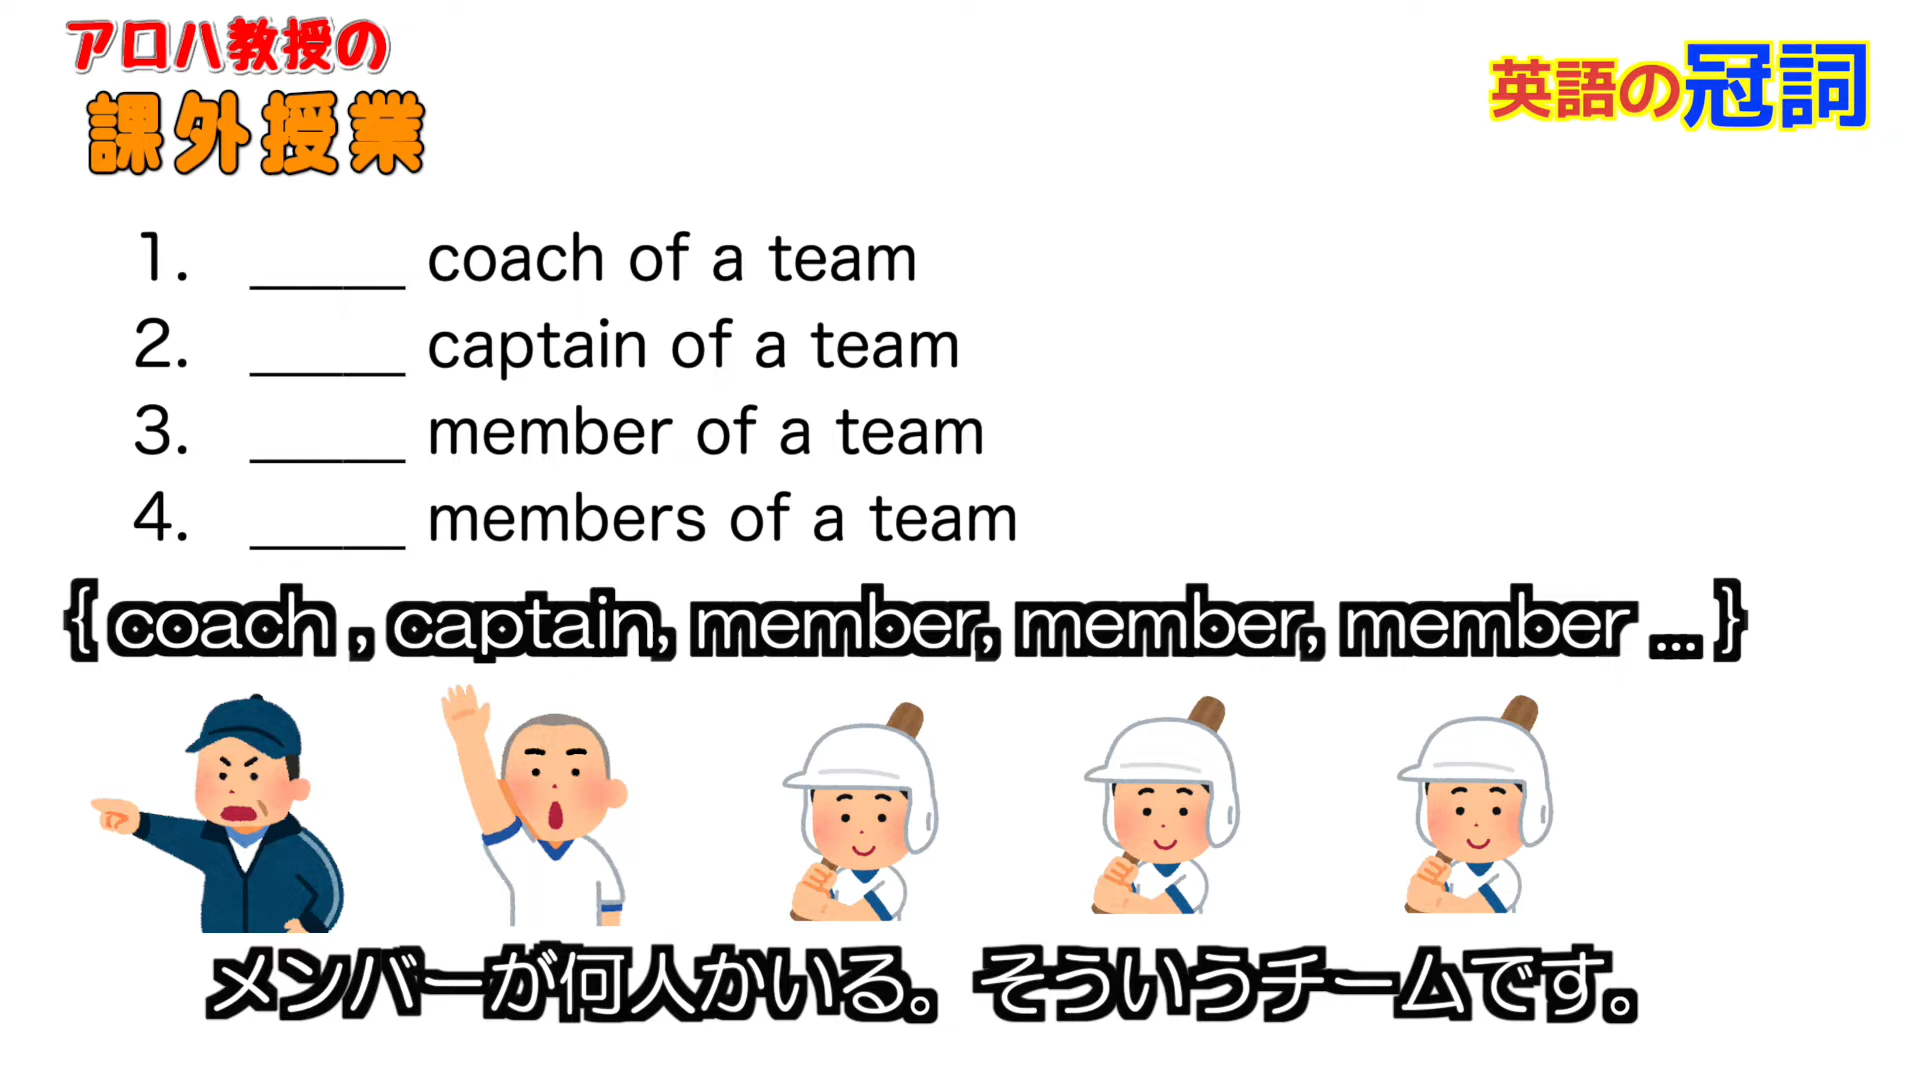 アロハ教授の
課外授業
英語の冠詞
1. _____ coach of a team
2. _____ captain of a team
3. _____ member of a team
4. _____ members of a team
{ coach , captain, member, member, member ... }
メンバーが何人かいる。そういうチームです。